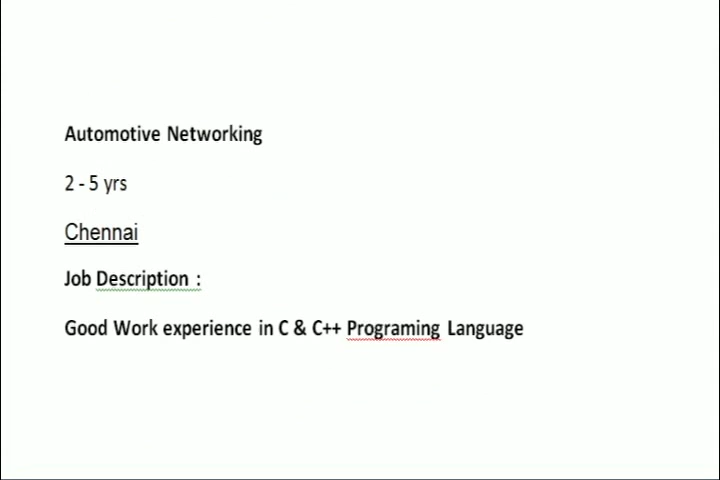 Automotive Networking
2 - 5 yrs
Chennai
Job Description :
Good Work experience in C & C++ Programing Language